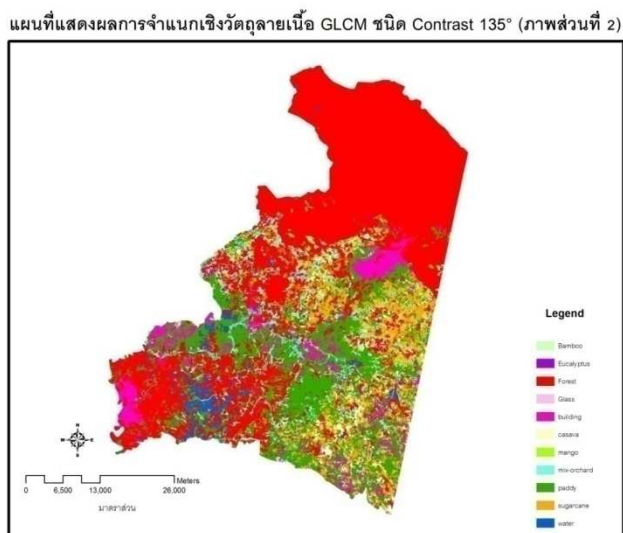 แผนที่แสดงผลการจำแนกเชิงวัตถุลายเนื้อ GLCM ชนิด Contrast 135° (ภาพส่วนที่ 2)
Legend
Bamboo
Eucalyptus
Forest
Glass
building
casava
mango
mix-orchard
paddy
sugarcane
water
Meters
0 6,500 13,000 26,000
มาตราส่วน